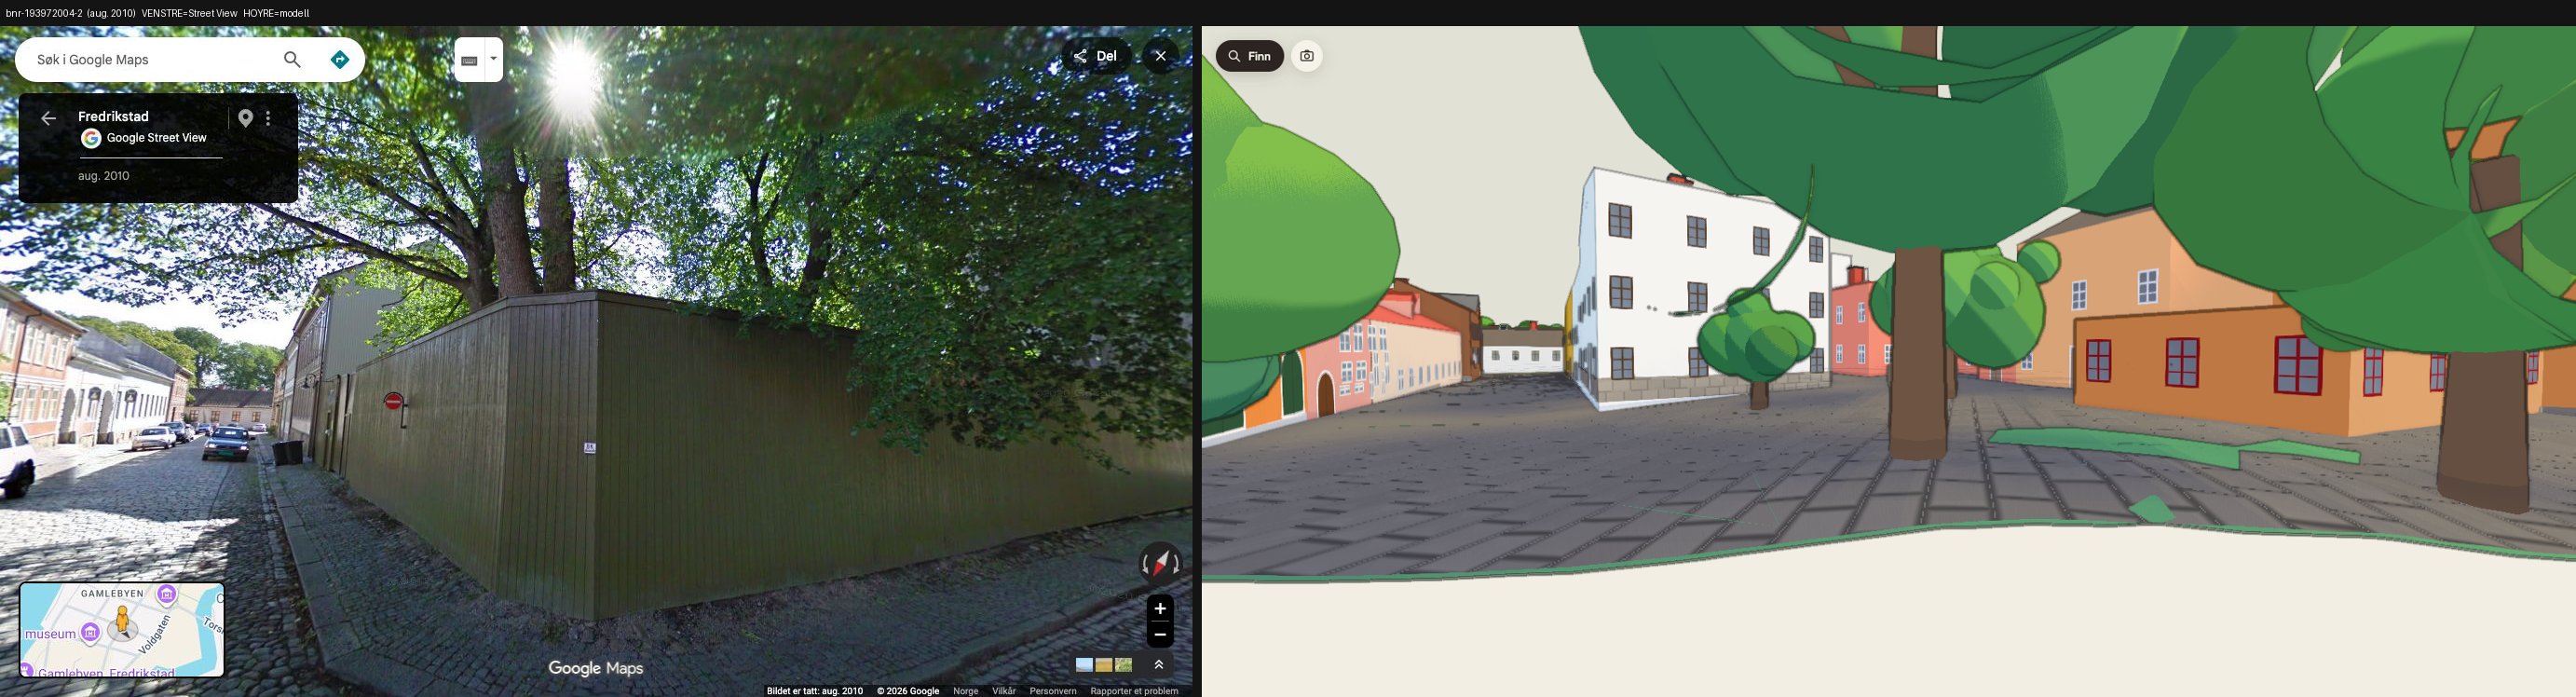 bnr-193972004-2 (aug. 2010) VENSTRE=Street View HOYRE=modell
Søk i Google Maps
Del
Fredrikstad
Google Street View
aug. 2010
Finn
GAMLEBYEN
museum
Voldgaten
Tors
Gamlebyen, Fredrikstad
Google Maps
Bildet er tatt: aug. 2010 © 2026 Google Norge Vilkår Personvern Rapporter et problem